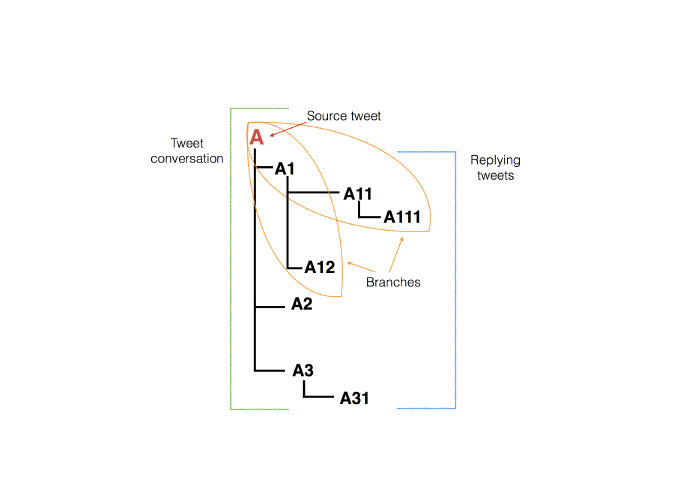 Source tweet
A
Tweet
conversation
Replying
tweets
A1
A11
A111
A12
Branches
A2
A3
A31